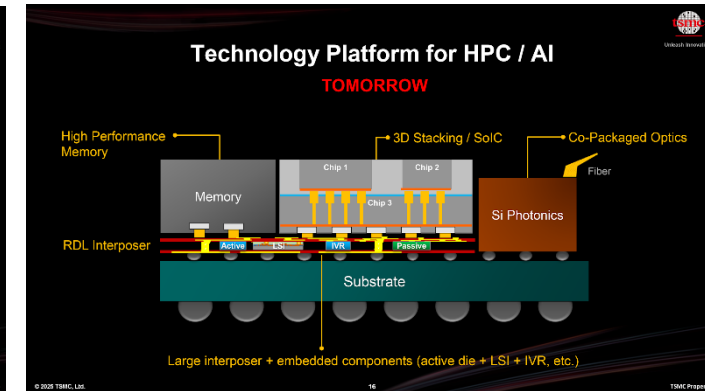 tsmc
Unleash Innovati
Technology Platform for HPC / AI
TOMORROW
High Performance
Memory
3D Stacking / SoIC
Co-Packaged Optics
Fiber
Chip 1
Chip 2
Chip 3
Memory
Si Photonics
RDL Interposer
Active
LSI
IVR
Passive
Substrate
Large interposer + embedded components (active die + LSI + IVR, etc.)
© 2025 TSMC, Ltd.
16
TSMC Proper